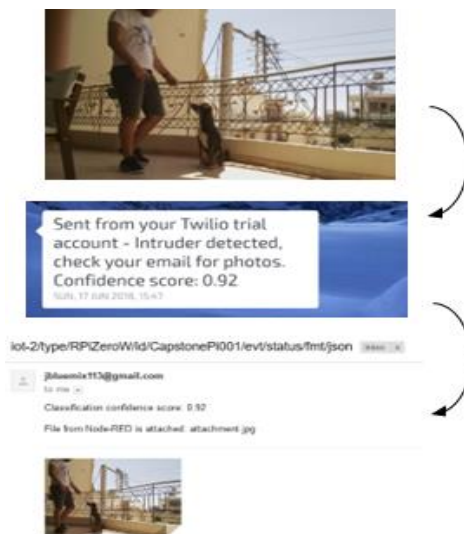 Sent from your Twilio trial
account - Intruder detected,
check your email for photos.
Confidence score: 0.92
SUN, 17 JUN 2018, 15:47
iot-2/type/RPiZeroW/id/CapstonePi001/evt/status/fmt/json
jbluemix113@gmail.com
to me
Classification confidence score: 0.92
File from Node-RED is attached: attachment.jpg